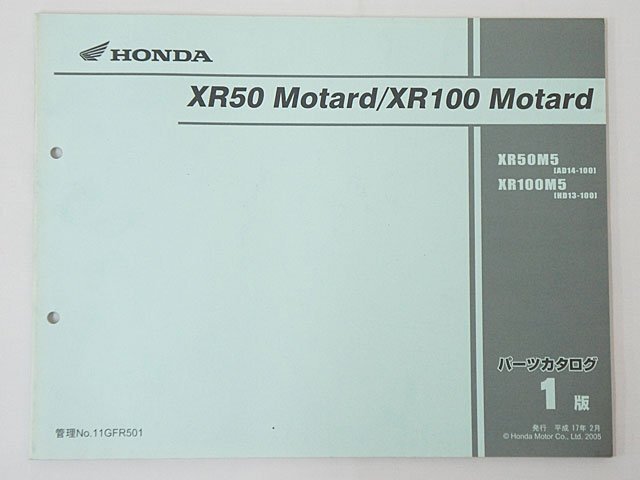 HONDA
XR50 Motard/XR100 Motard
XR50M5
(AD14-100)
XR100M5
(HD13-100)
パーツカタログ
1 版
管理No.11GFR501
発行 平成 17年 2月
© Honda Motor Co., Ltd. 2005